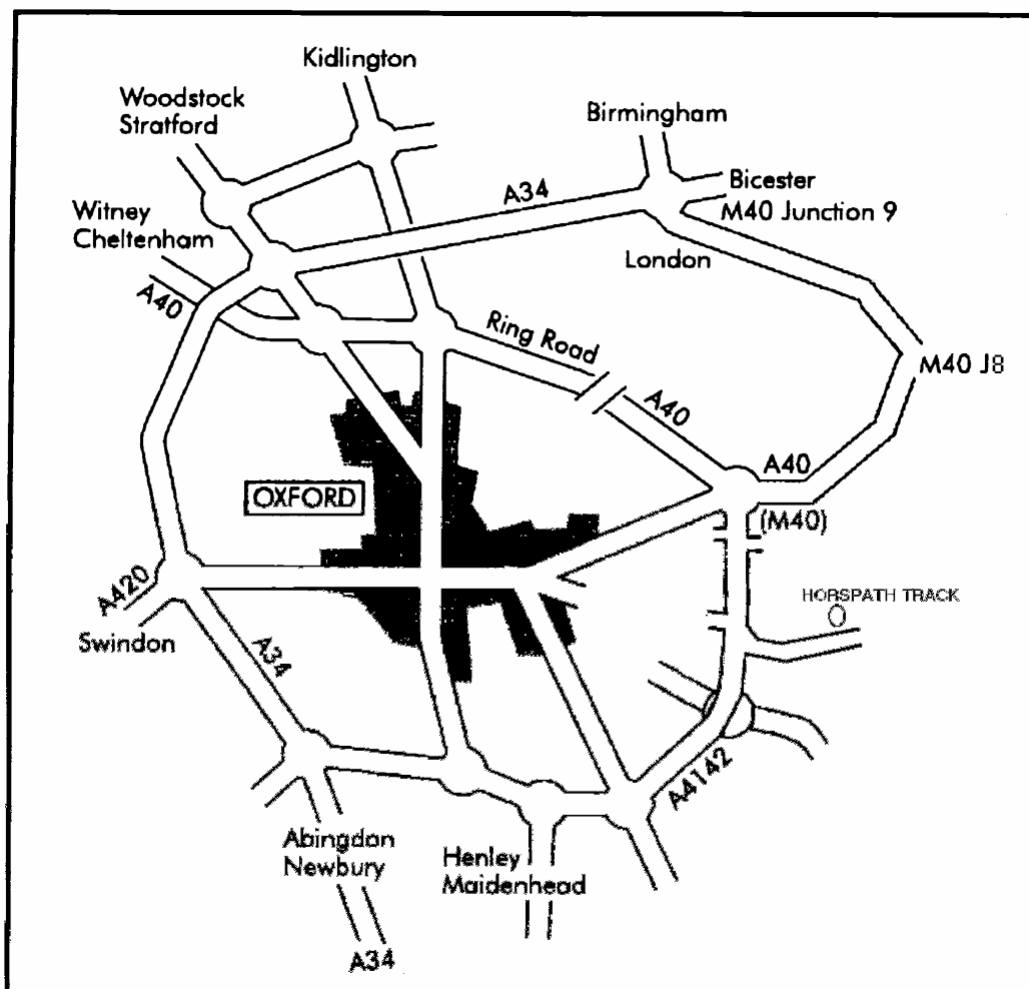 Kidlington
Woodstock
Stratford
Birmingham
A34
Bicester
M40 Junction 9
Witney
Cheltenham
London
A40
Ring Road
M40 J8
A40
A40
OXFORD
(M40)
A420
HORSPATH TRACK
Swindon
A34
A4142
Abingdon
Newbury
Henley
Maidenhead
A34